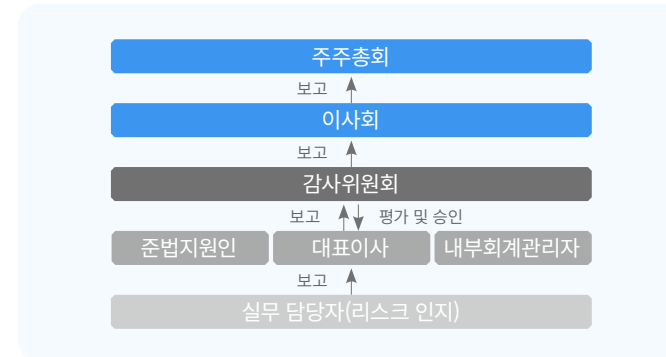 주주총회
보고
이사회
보고
감사위원회
보고 평가 및 승인
준법지원인 대표이사 내부회계관리자
보고
실무 담당자(리스크 인지)